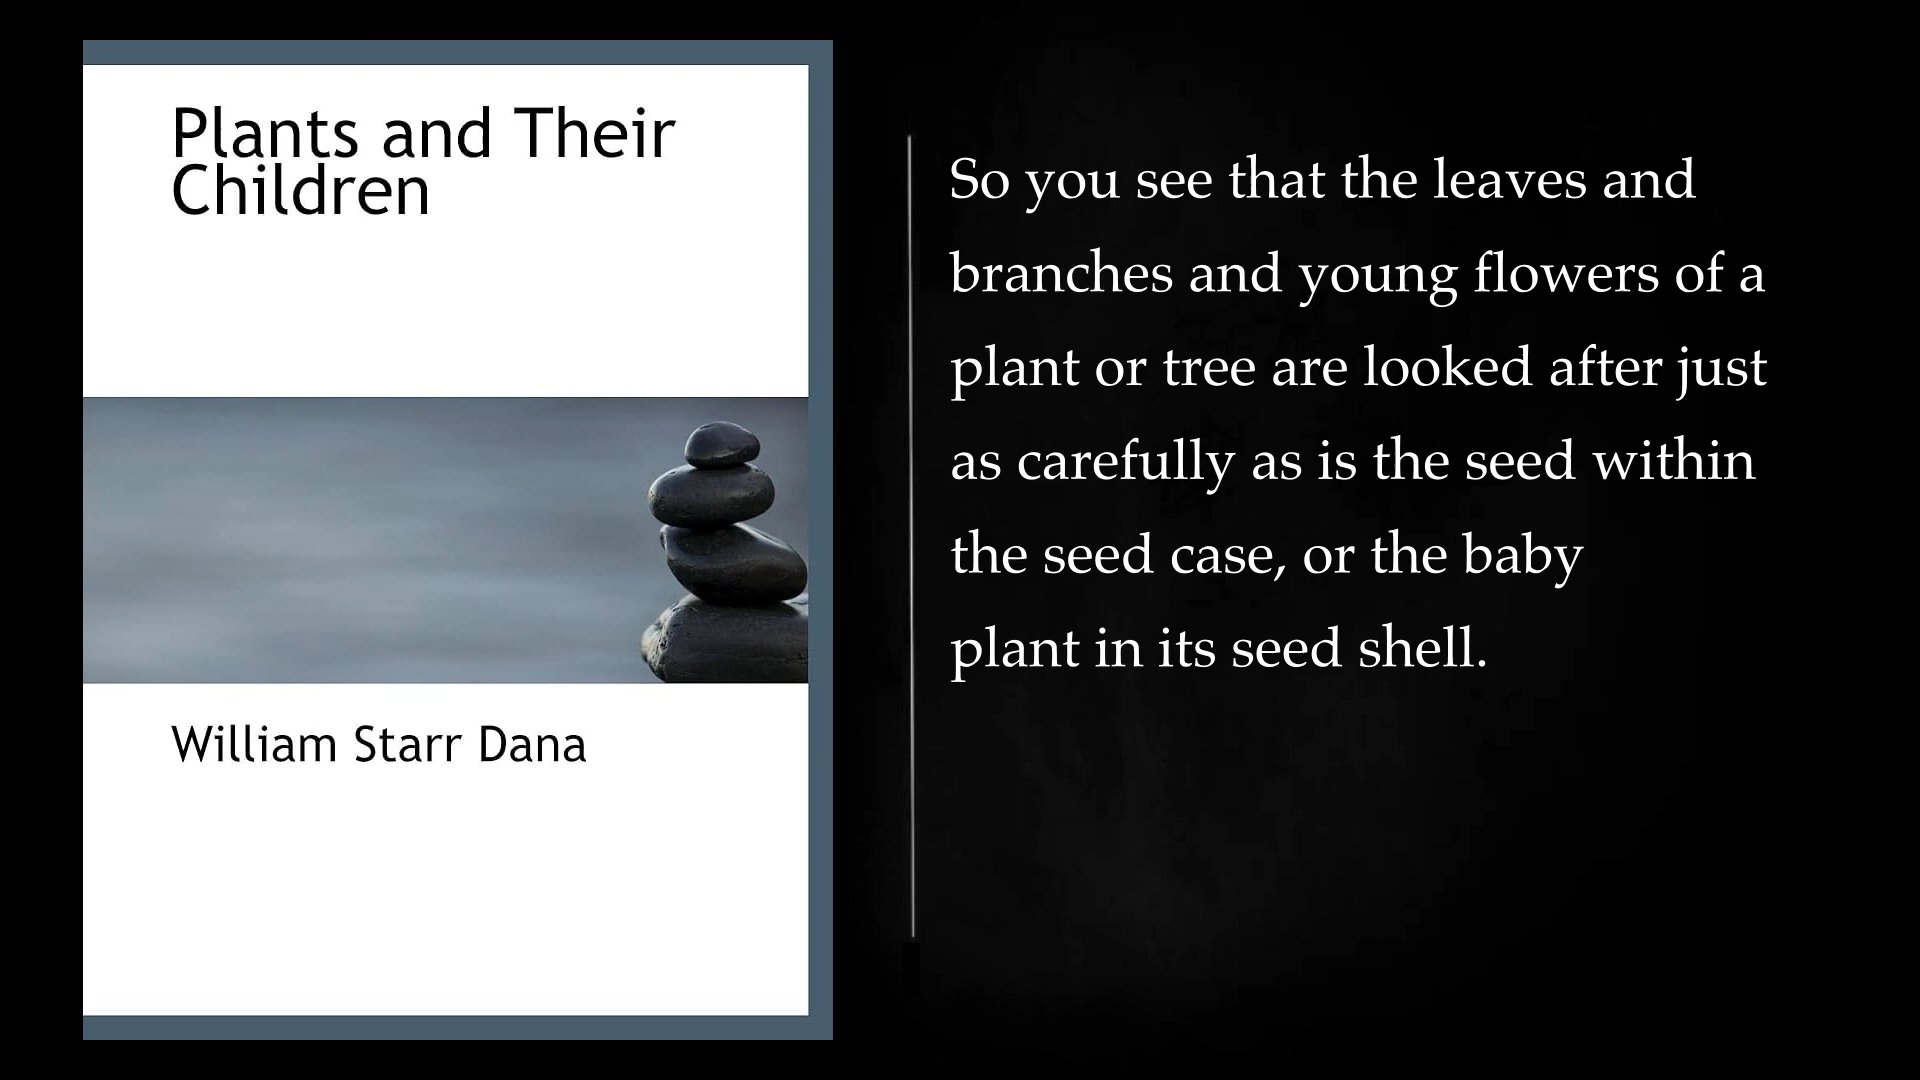 Plants and Their
Children
William Starr Dana
So you see that the leaves and
branches and young flowers of a
plant or tree are looked after just
as carefully as is the seed within
the seed case, or the baby
plant in its seed shell.